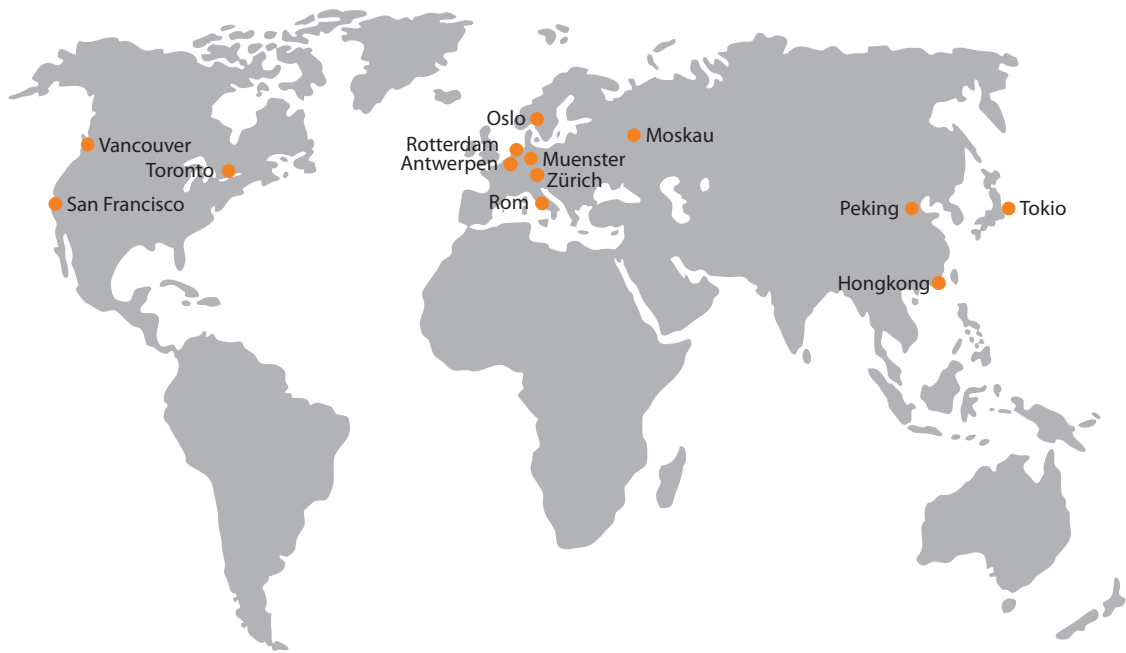 Oslo
Moskau
Vancouver
Rotterdam
Antwerpen
Muenster
Toronto
Zürich
San Francisco
Rom
Peking
Tokio
Hongkong